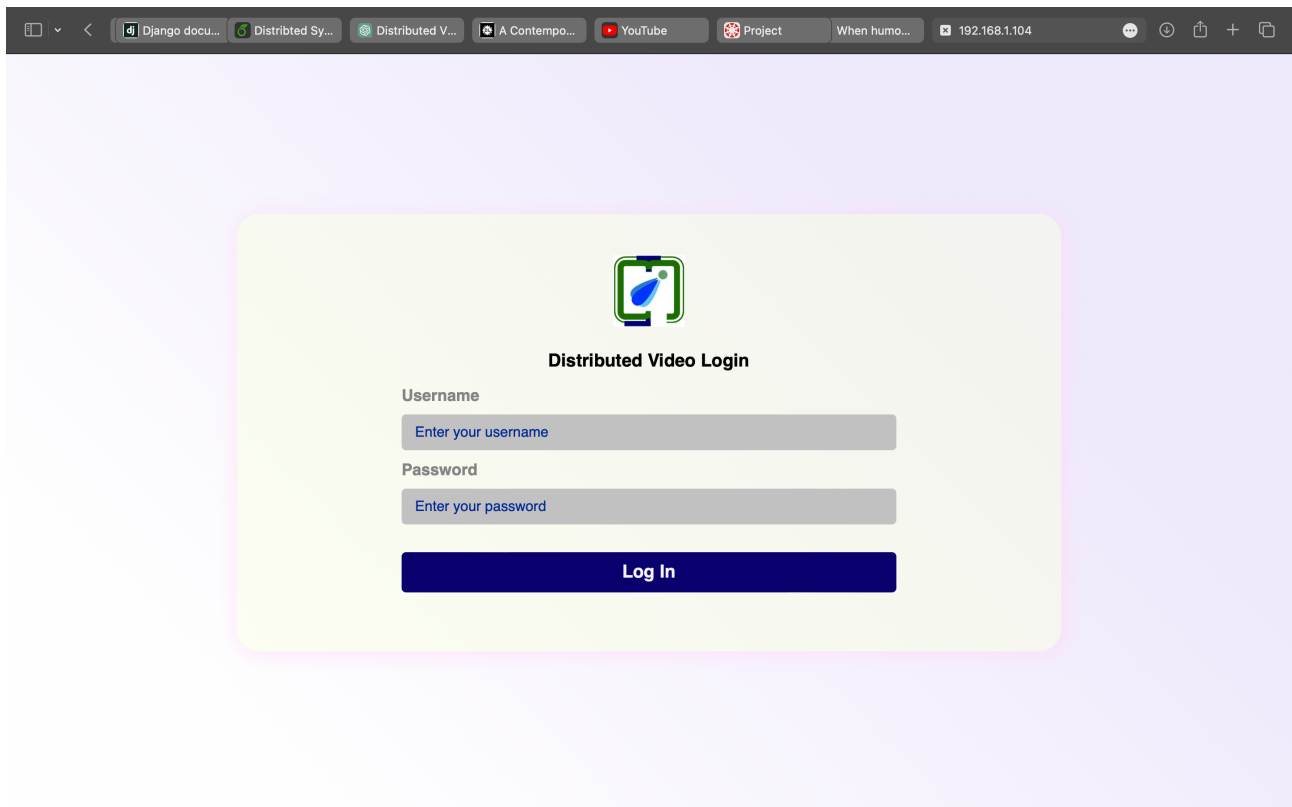 Django docu...
Distribted Sy...
Distributed V...
A Contempo...
YouTube
Project
When humo...
192.168.1.104
Distributed Video Login
Username
Enter your username
Password
Enter your password
Log In